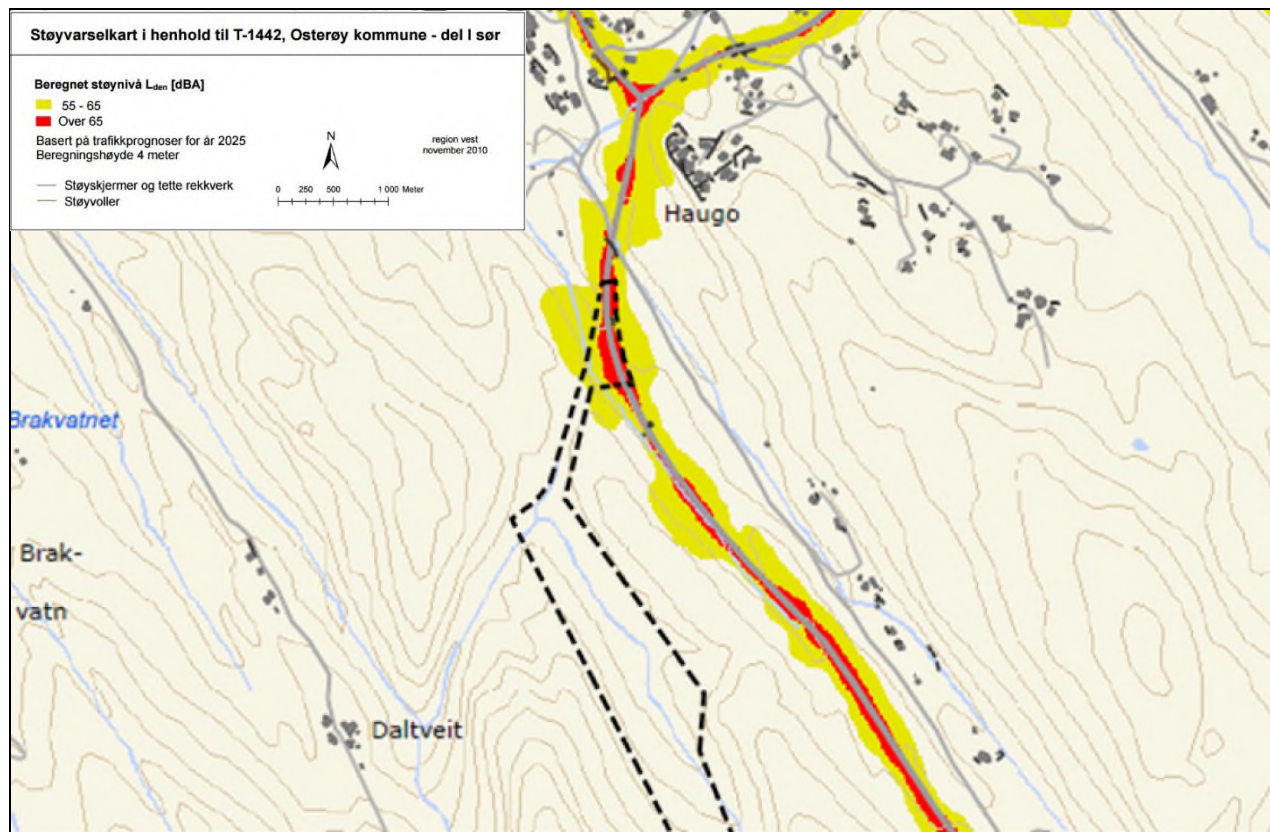 Støyvarselkart i henhold til T-1442, Osterøy kommune - del I sør
Beregnet støynivå Lden [dBA]
55 - 65
Over 65
Basert på trafikkprognoser for år 2025
Beregningshøyde 4 meter
N
region vest
november 2010
Støyskjermer og tette rekkverk
Støyvoller
0 250 500 1 000 Meter
Haugo
Brakvatnet
Brak-
vatn
Daltveit